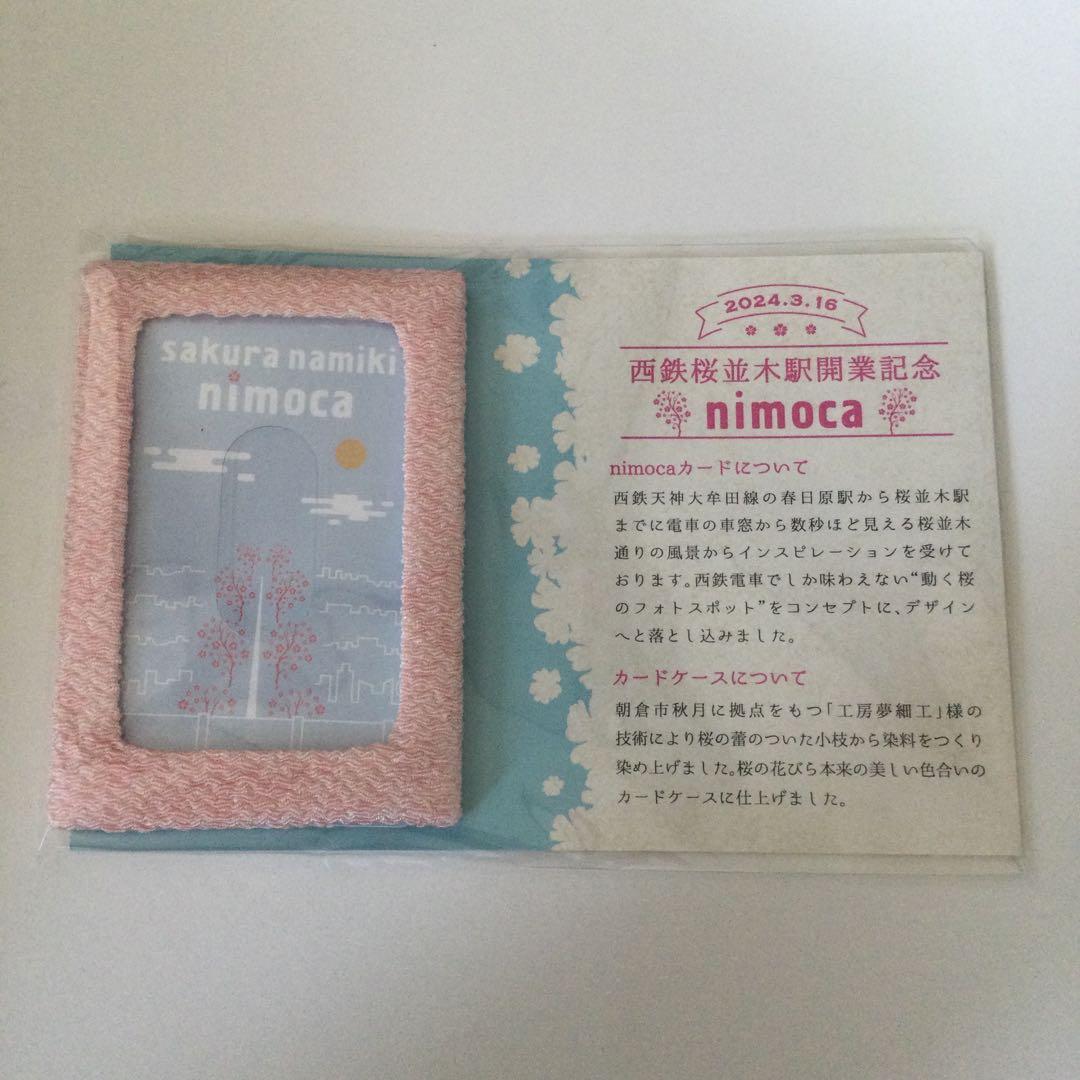 sakura namiki
nimoca
2024.3.16
西鉄桜並木駅開業記念
nimoca
nimocaカードについて
西鉄天神大牟田線の春日原駅から桜並木駅
までに電車の車窓から数秒ほど見える桜並木
通りの風景からインスピレーションを受けて
おります。西鉄電車でしか味わえない“動く桜
のフォトスポット”をコンセプトに、デザイン
へと落とし込みました。
カードケースについて
朝倉市秋月に拠点をもつ「工房夢細工」様の
技術により桜の蕾のついた小枝から染料をつくり
染め上げました。桜の花びら本来の美しい色合いの
カードケースに仕上げました。